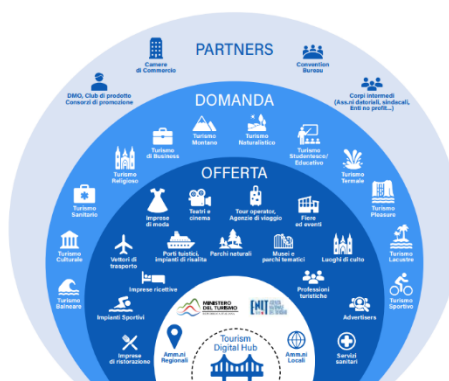 PARTNERS
Camere
di Commercio
Convention
Bureau
DMO, Club di prodotto
Consorzi di promozione
Corpi intermedi
(Ass.ni datoriali, sindacali,
Enti no profit...)
DOMANDA
Turismo
di Business
Turismo
Montano
Turismo
Naturalistico
Turismo
Studentesco/
Educativo
Turismo
Religioso
Turismo
Termale
Turismo
Sanitario
Turismo
Pleasure
Turismo
Culturale
Turismo
Lacustre
Turismo
Balneare
Turismo
Sportivo
OFFERTA
Imprese
di moda
Teatri e
cinema
Tour operator,
Agenzie di viaggio
Fiere
ed eventi
Vettori di
trasporto
Porti tuistici,
impianti di risalita
Parchi naturali
Musei e
parchi tematici
Luoghi di culto
Imprese ricettive
Professioni
turistiche
Impianti Sportivi
Advertisers
Imprese
di ristorazione
Servizi
sanitari
MINISTERO
DEL TURISMO
ENIT
Amm.ni
Regionali
Tourism
Digital Hub
Amm.ni
Locali